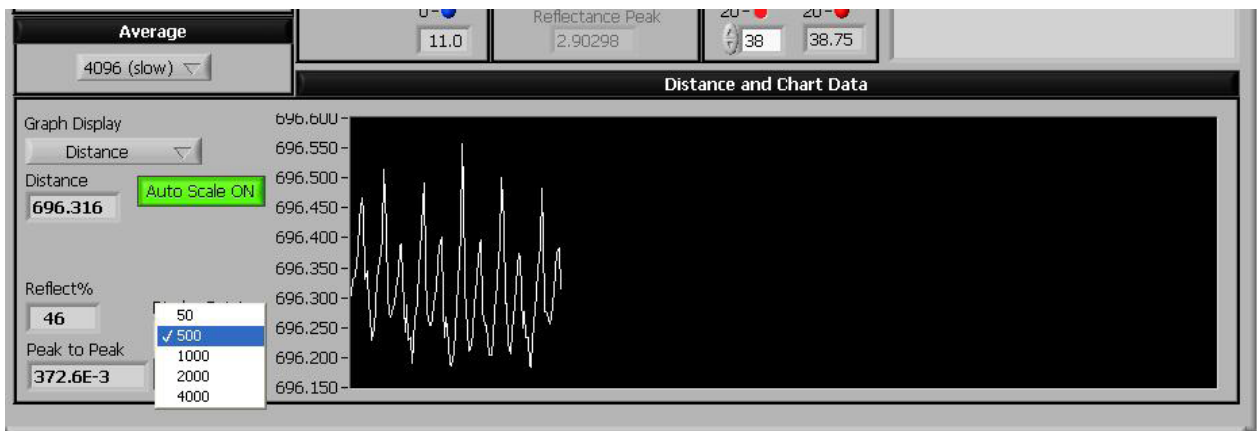 Average
4096 (slow)
0-
11.0
Reflectance Peak
2.90298
20-
38
20-
38.75
Distance and Chart Data
Graph Display
Distance
Distance
696.316
Auto Scale ON
Reflect%
46
Peak to Peak
372.6E-3
50
✓ 500
1000
2000
4000
696.600
696.550
696.500
696.450
696.400
696.350
696.300
696.250
696.200
696.150